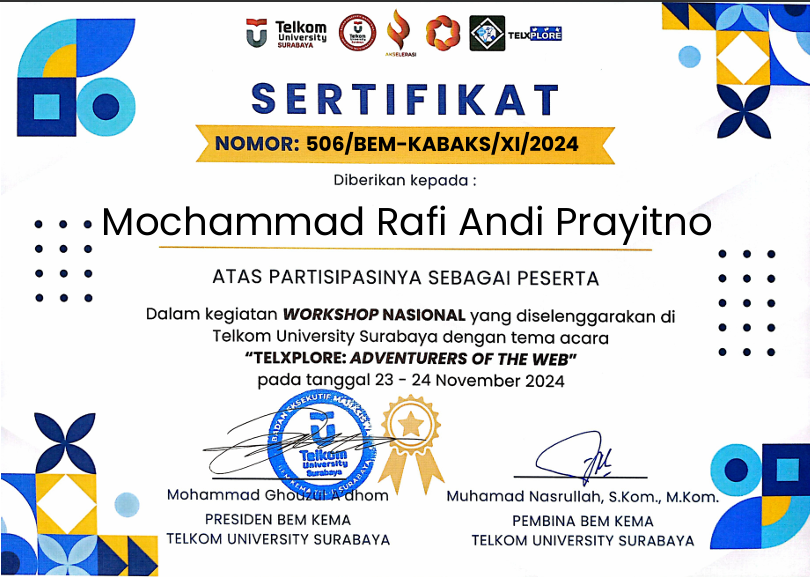 Telkom
University
SURABAYA
AKSELERASI
TELXPLORE
SERTIFIKAT
NOMOR: 506/BEM-KABAKS/XI/2024
Diberikan kepada :
Mochammad Rafi Andi Prayitno
ATAS PARTISIPASINYA SEBAGAI PESERTA
Dalam kegiatan WORKSHOP NASIONAL yang diselenggarakan di
Telkom University Surabaya dengan tema acara
“TELXPLORE: ADVENTURERS OF THE WEB”
pada tanggal 23 - 24 November 2024
BADAN EKSEKUTIF MAHASISWA
Telkom
University
Surabaya
Mohammad Ghodzul A'dhom
PRESIDEN BEM KEMA
TELKOM UNIVERSITY SURABAYA
Muhamad Nasrullah, S.Kom., M.Kom.
PEMBINA BEM KEMA
TELKOM UNIVERSITY SURABAYA